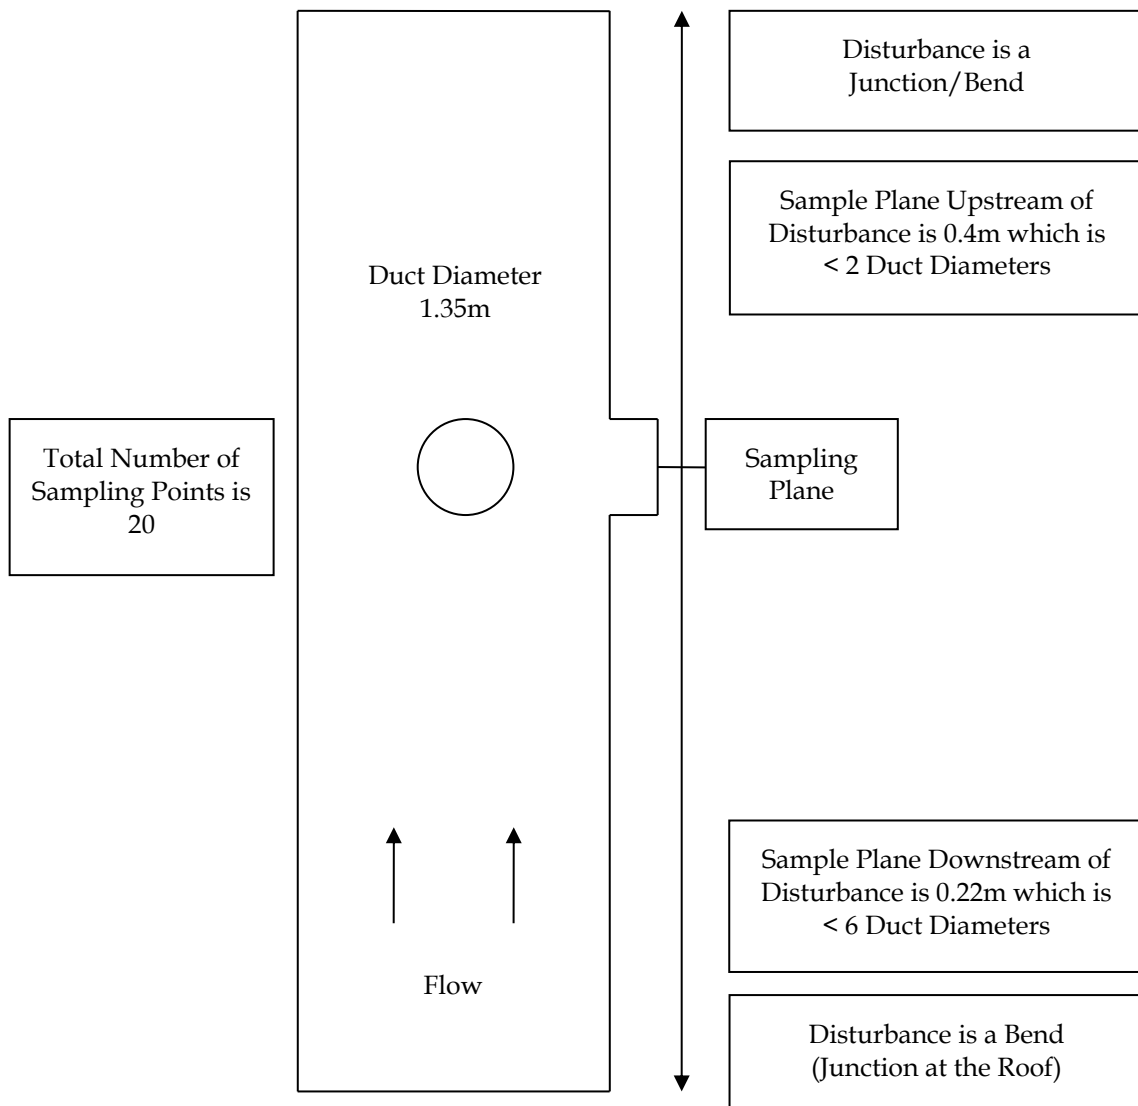 Disturbance is a
Junction/Bend
Sample Plane Upstream of
Disturbance is 0.4m which is
< 2 Duct Diameters
Duct Diameter
1.35m
Total Number of
Sampling Points is
20
Sampling
Plane
Sample Plane Downstream of
Disturbance is 0.22m which is
< 6 Duct Diameters
Flow
Disturbance is a Bend
(Junction at the Roof)